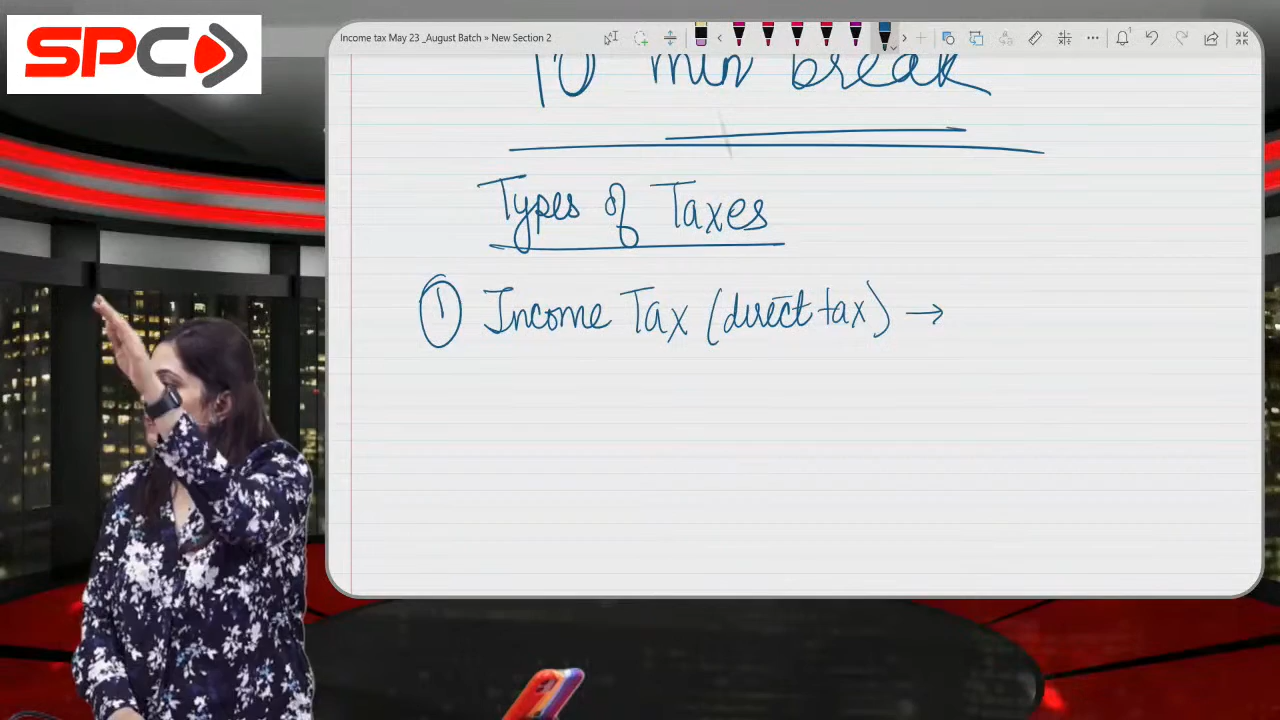 SPC
Income tax May 23 _August Batch » New Section 2
10 min break
Types of Taxes
1 Income Tax (direct tax) →